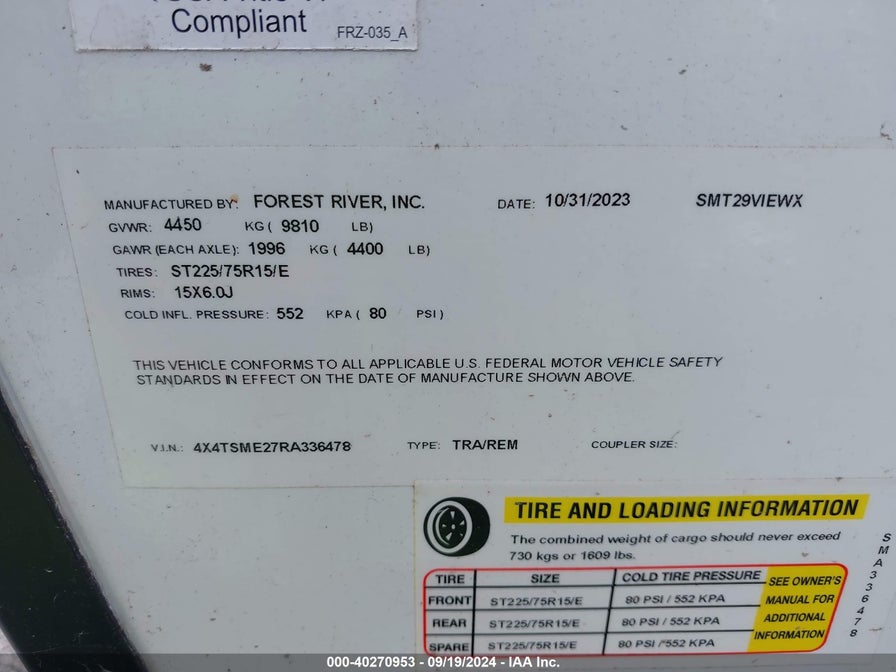 Compliant
FRZ-035_A
MANUFACTURED BY: FOREST RIVER, INC. DATE: 10/31/2023 SMT29VIEWX
GVWR: 4450 KG ( 9810 LB)
GAWR (EACH AXLE): 1996 KG ( 4400 LB)
TIRES: ST225/75R15/E
RIMS: 15X6.0J
COLD INFL. PRESSURE: 552 KPA ( 80 PSI )
THIS VEHICLE CONFORMS TO ALL APPLICABLE U.S. FEDERAL MOTOR VEHICLE SAFETY
STANDARDS IN EFFECT ON THE DATE OF MANUFACTURE SHOWN ABOVE.
V.I.N.: 4X4TSME27RA336478 TYPE: TRA/REM COUPLER SIZE:
TIRE AND LOADING INFORMATION
The combined weight of cargo should never exceed
730 kgs or 1609 lbs.
TIRE SIZE COLD TIRE PRESSURE
FRONT ST225/75R15/E 80 PSI / 552 KPA
REAR ST225/75R15/E 80 PSI / 552 KPA
SPARE ST225/75R15/E 80 PSI /"552 KPA
SEE OWNER'S
MANUAL FOR
ADDITIONAL
INFORMATION
SMA336478
000-40270953 - 09/19/2024 - IAA Inc.